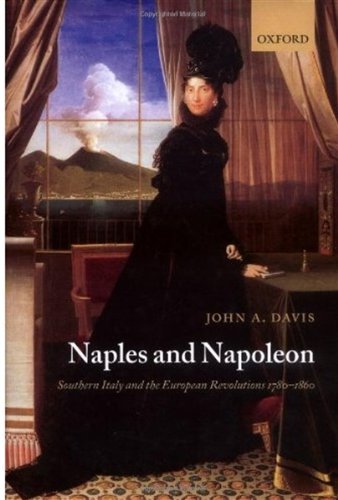 OXFORD
JOHN A. DAVIS
Naples and Napoleon
Southern Italy and the European Revolutions 1780–1860